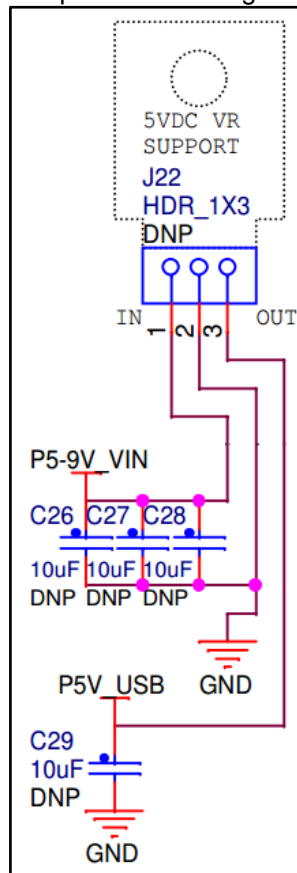 5VDC VR
SUPPORT
J22
HDR_1X3
DNP
IN 1 2 3 OUT
P5-9V_VIN
C26 C27 C28
10uF 10uF 10uF
DNP DNP DNP
GND
P5V_USB
C29
10uF
DNP
GND